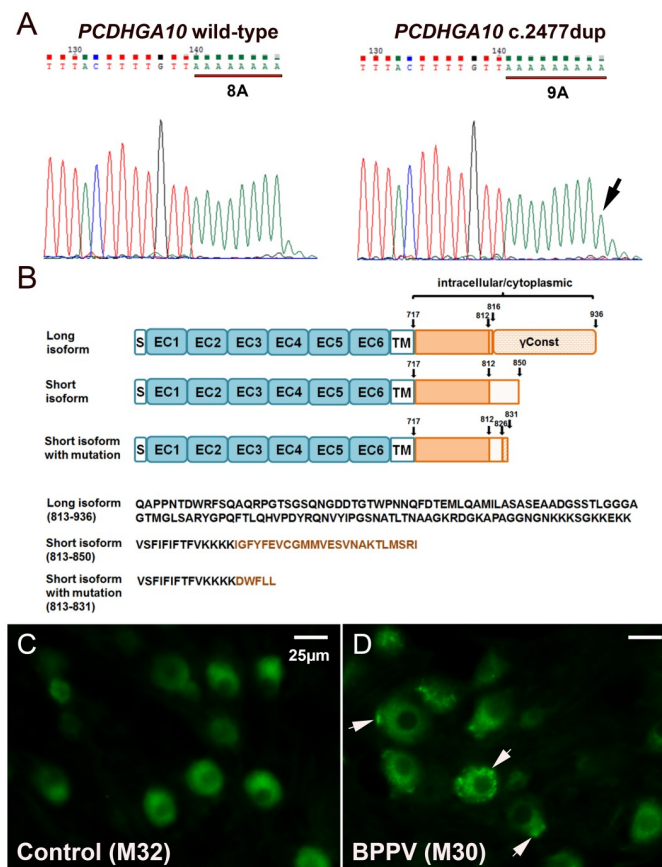 A
PCDHGA10 wild-type
PCDHGA10 c.2477dup
130 140
130 140
T T T A C T T T T G T T A A A A A A A A
T T T A C T T T T G T T A A A A A A A A A
8A
9A
B
intracellular/cytoplasmic
717 812 816 936
Long isoform
S EC1 EC2 EC3 EC4 EC5 EC6 TM γConst
717 812 850
Short isoform
S EC1 EC2 EC3 EC4 EC5 EC6 TM
717 812 826 831
Short isoform with mutation
S EC1 EC2 EC3 EC4 EC5 EC6 TM
Long isoform (813-936)
QAPPNTDWRFSQAQRPGTSGSQNGDDTGTWPNNQFDTEMLQAMILASASEAADGSSTLGGGA
GTMGLSARYGPQFTLQHVPDYRQNVYIPGSNATLTNAAGKRDGKAPAGGNGNKKKSGKKEKK
Short isoform (813-850)
VSFIFIFTFVKKKKIGFYFEVCGMMVESVNAKTLMSRI
Short isoform with mutation (813-831)
VSFIFIFTFVKKKKDWFLL
C
25µm
Control (M32)
D
BPPV (M30)